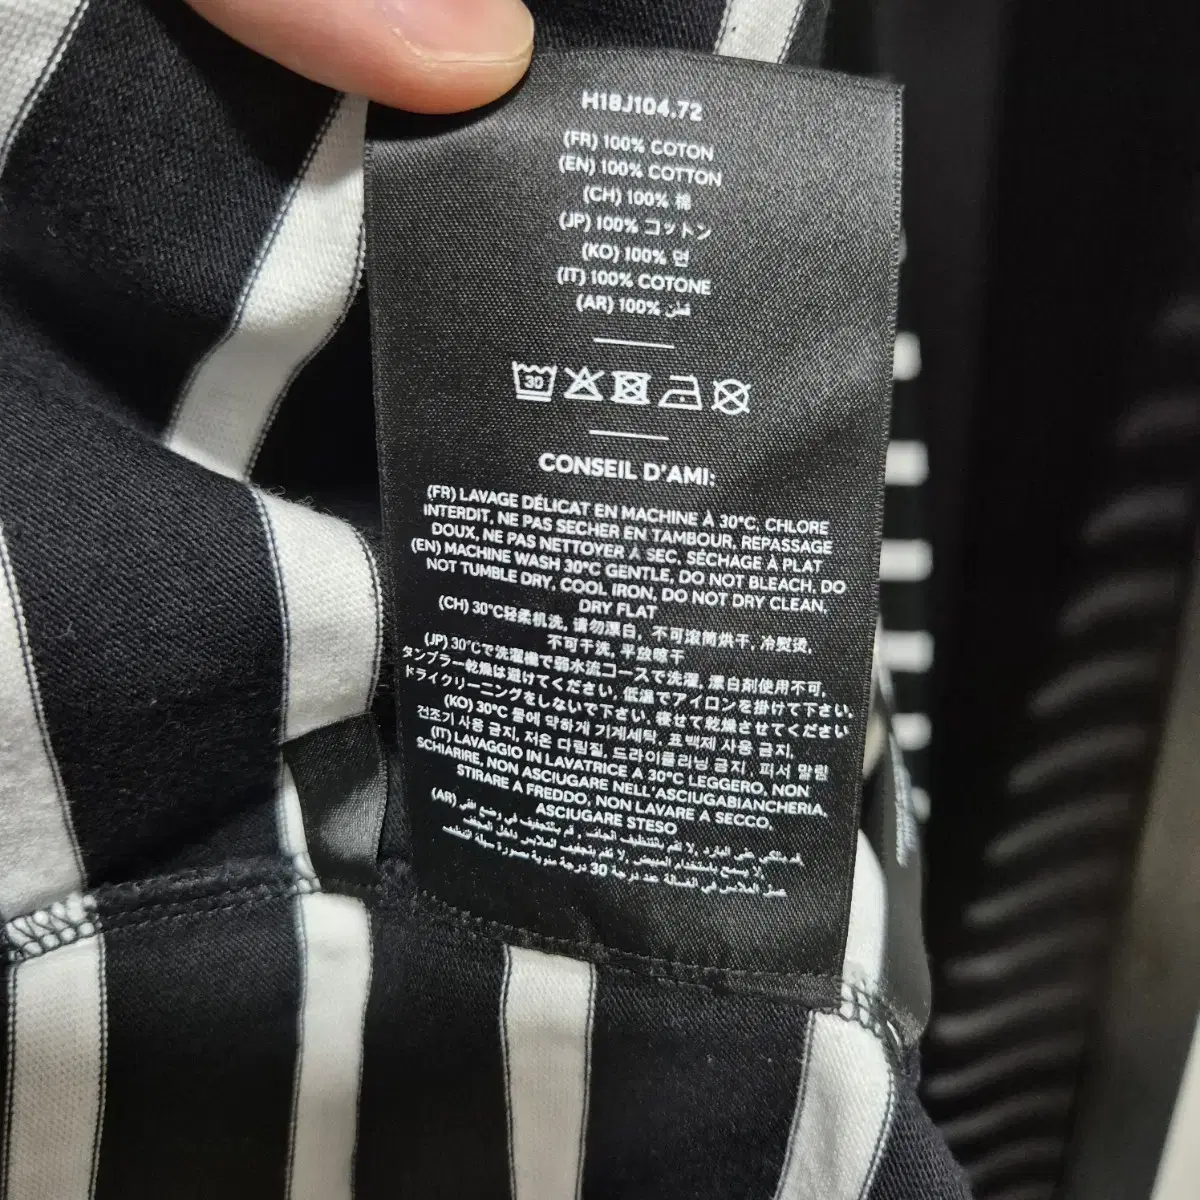 H18J104.72
(FR) 100% COTON
(EN) 100% COTTON
(CH) 100% 棉
(JP) 100% コットン
(KO) 100% 면
(IT) 100% COTONE
(AR) 100% قطن
30
CONSEIL D'AMI:
(FR) LAVAGE DÉLICAT EN MACHINE À 30°C, CHLORE
INTERDIT, NE PAS SECHER EN TAMBOUR, REPASSAGE
DOUX, NE PAS NETTOYER À SEC, SÉCHAGE À PLAT
(EN) MACHINE WASH 30°C GENTLE, DO NOT BLEACH, DO
NOT TUMBLE DRY, COOL IRON, DO NOT DRY CLEAN,
DRY FLAT
(CH) 30°C轻柔机洗, 请勿漂白, 不可滚筒烘干, 冷熨烫,
不可干洗, 平放晾干
(JP) 30°Cで洗濯機で弱水流コースで洗濯, 漂白剤使用不可,
タンブラー乾燥は避けてください, 低温でアイロンを掛けて下さい,
ドライクリーニングをしないで下さい, 寝せて乾燥させてください
(KO) 30°C 물에 약하게 기계세탁, 표백제 사용 금지,
건조기 사용 금지, 저온 다림질, 드라이클리닝 금지, 펴서 말림
(IT) LAVAGGIO IN LAVATRICE A 30°C LEGGERO, NON
SCHIARIRE, NON ASCIUGARE NELL'ASCIUGABIANCHERIA,
STIRARE A FREDDO, NON LAVARE A SECCO,
ASCIUGARE STESO
(AR)